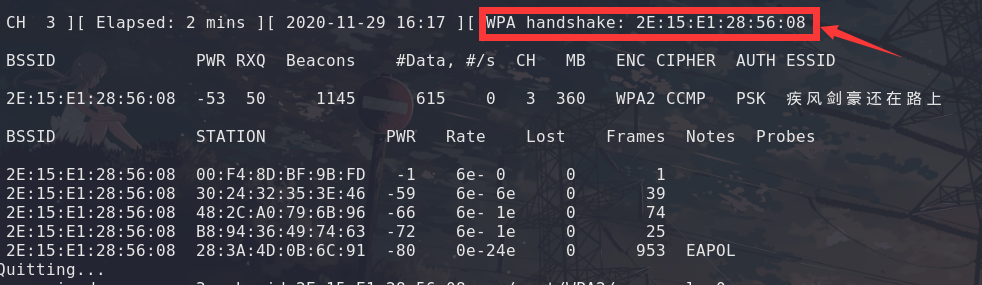 CH 3 ][ Elapsed: 2 mins ][ 2020-11-29 16:17 ][ WPA handshake: 2E:15:E1:28:56:08
BSSID PWR RXQ Beacons #Data, #/s CH MB ENC CIPHER AUTH ESSID
2E:15:E1:28:56:08 -53 50 1145 615 0 3 360 WPA2 CCMP PSK 疾风剑豪还在路上
BSSID STATION PWR Rate Lost Frames Notes Probes
2E:15:E1:28:56:08 00:F4:8D:BF:9B:FD -1 6e- 0 0 1
2E:15:E1:28:56:08 30:24:32:35:3E:46 -59 6e- 6e 0 39
2E:15:E1:28:56:08 48:2C:A0:79:6B:96 -66 6e- 1e 0 74
2E:15:E1:28:56:08 B8:94:36:49:74:63 -72 6e- 1e 0 25
2E:15:E1:28:56:08 28:3A:4D:0B:6C:91 -80 0e-24e 0 953 EAPOL
Quitting...